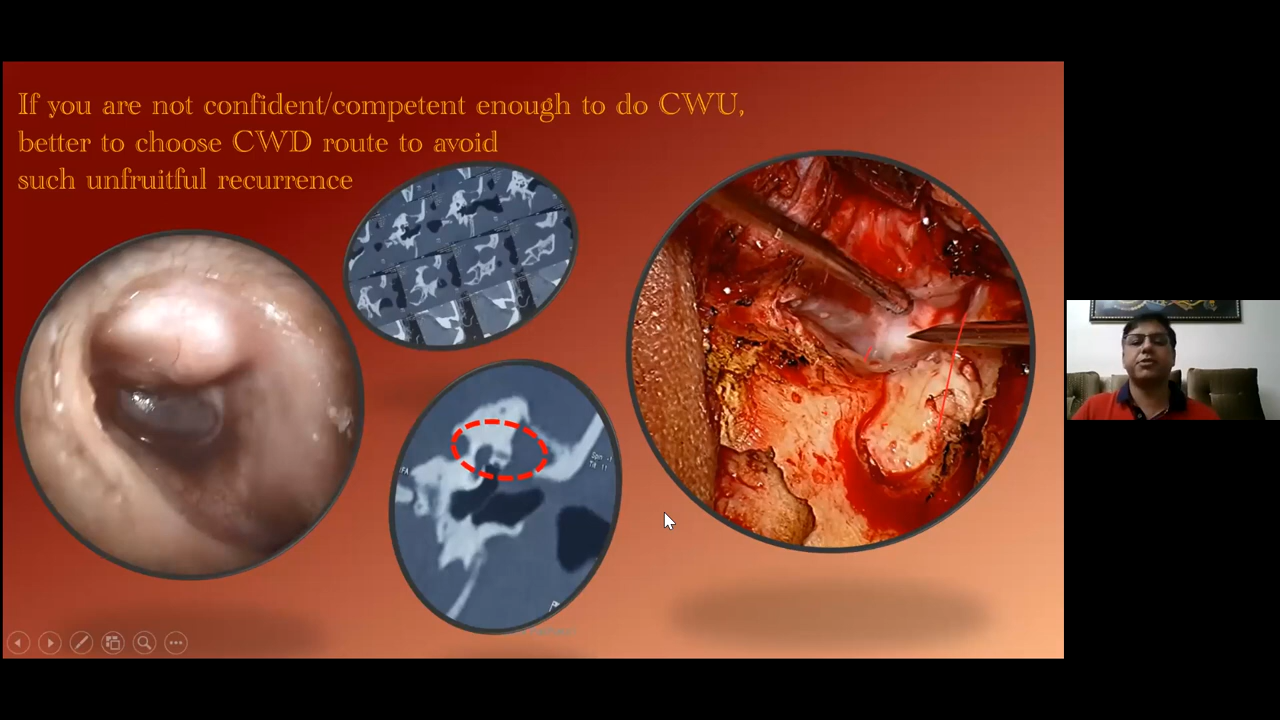 If you are not confident/competent enough to do CWU,
better to choose CWD route to avoid
such unfruitful recurrence